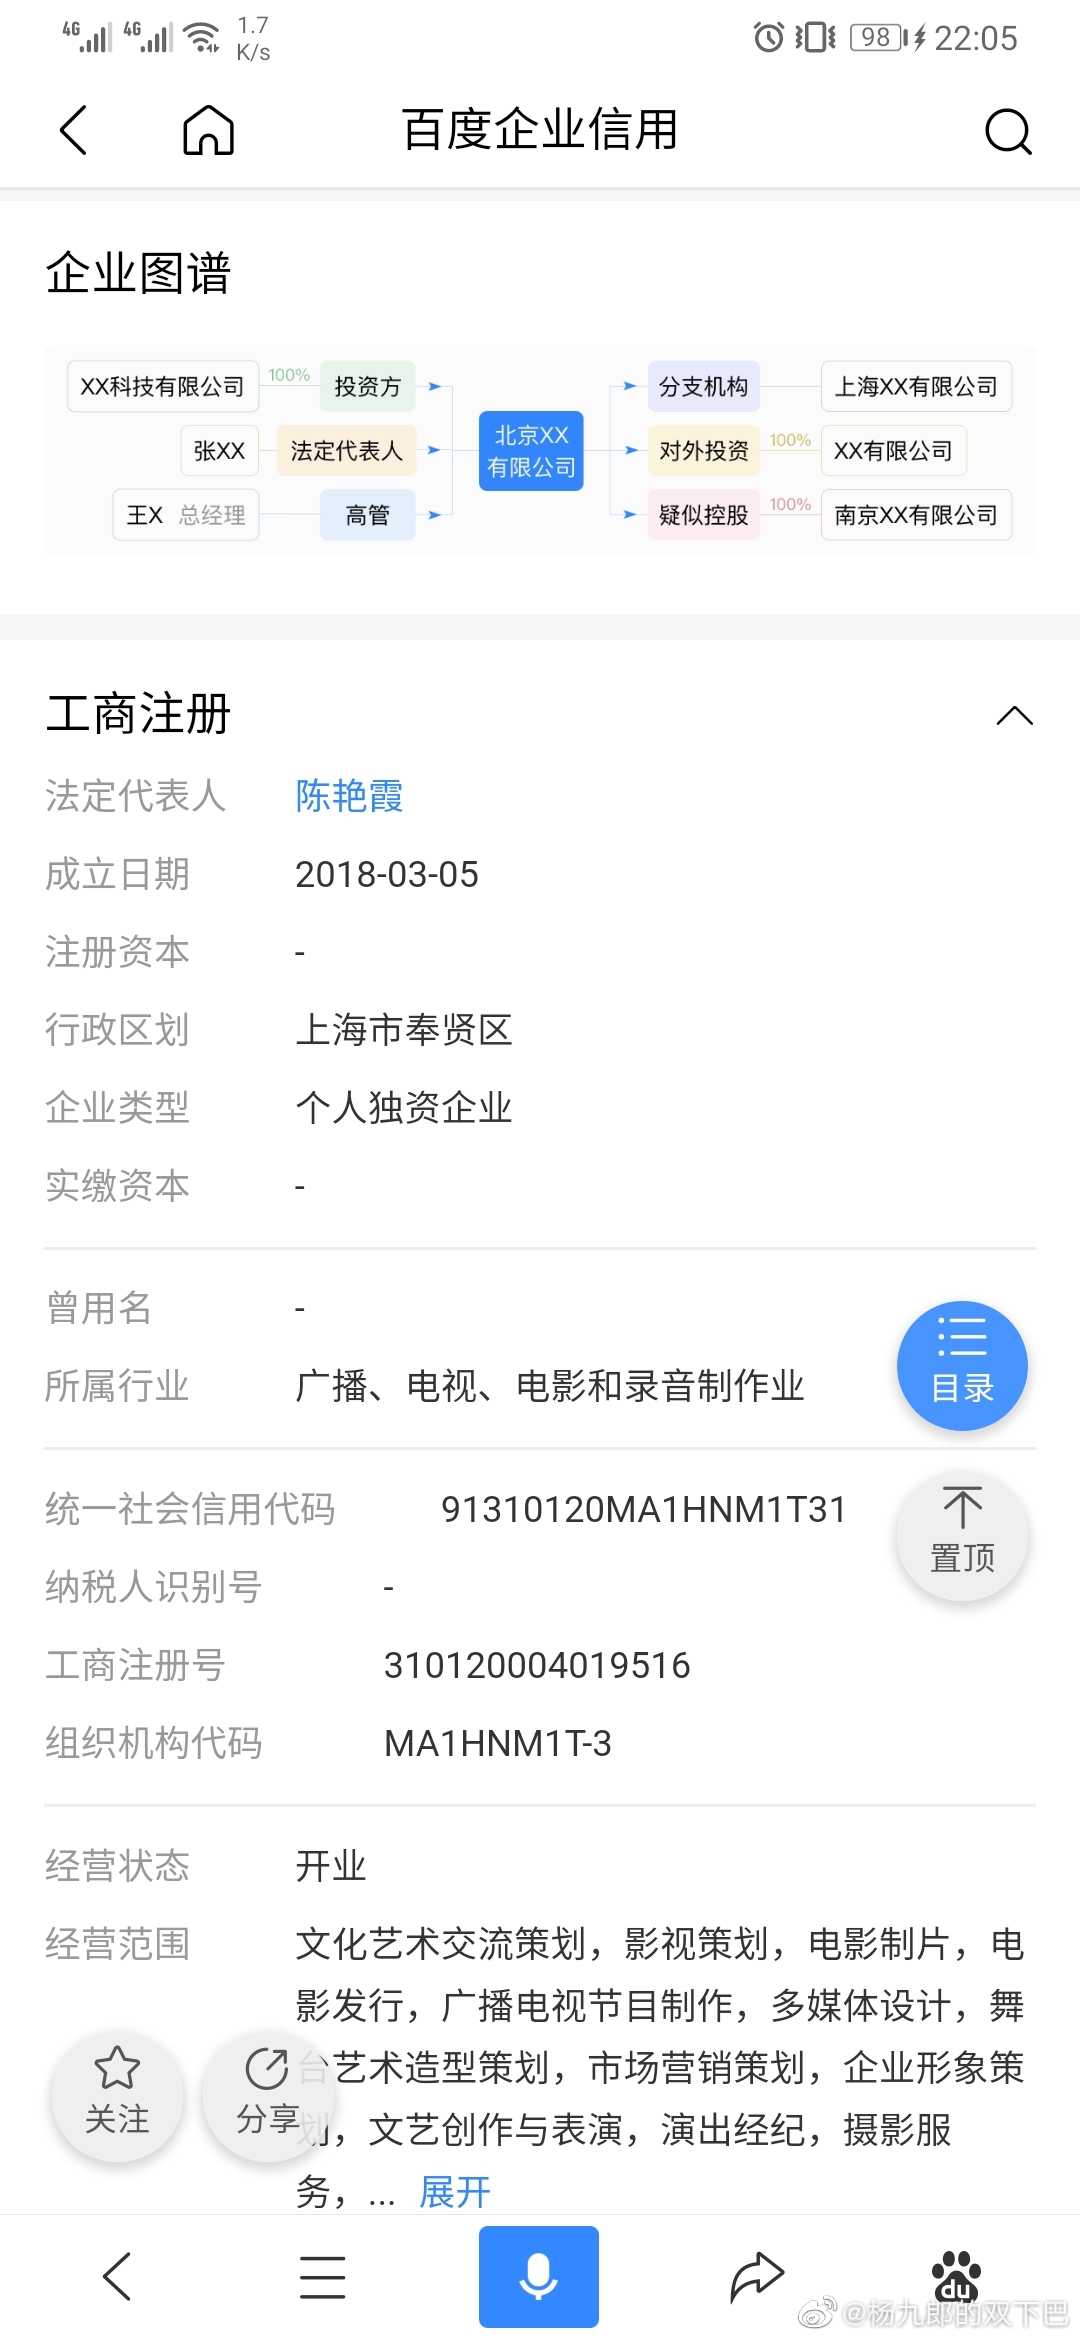 4G 4G 1.7 K/s 98 22:05
百度企业信用
企业图谱
XX科技有限公司 100% 投资方 分支机构 上海XX有限公司
张XX 法定代表人 北京XX有限公司 对外投资 100% XX有限公司
王X 总经理 高管 疑似控股 100% 南京XX有限公司
工商注册
法定代表人 陈艳霞
成立日期 2018-03-05
注册资本 -
行政区划 上海市奉贤区
企业类型 个人独资企业
实缴资本 -
曾用名 -
所属行业 广播、电视、电影和录音制作业
目录
统一社会信用代码 91310120MA1HNM1T31
置顶
纳税人识别号 -
工商注册号 310120004019516
组织机构代码 MA1HNM1T-3
经营状态 开业
经营范围 文化艺术交流策划，影视策划，电影制片，电
影发行，广播电视节目制作，多媒体设计，舞
台艺术造型策划，市场营销策划，企业形象策
划，文艺创作与表演，演出经纪，摄影服
务，... 展开
关注 分享
du
@杨九郎的双下巴